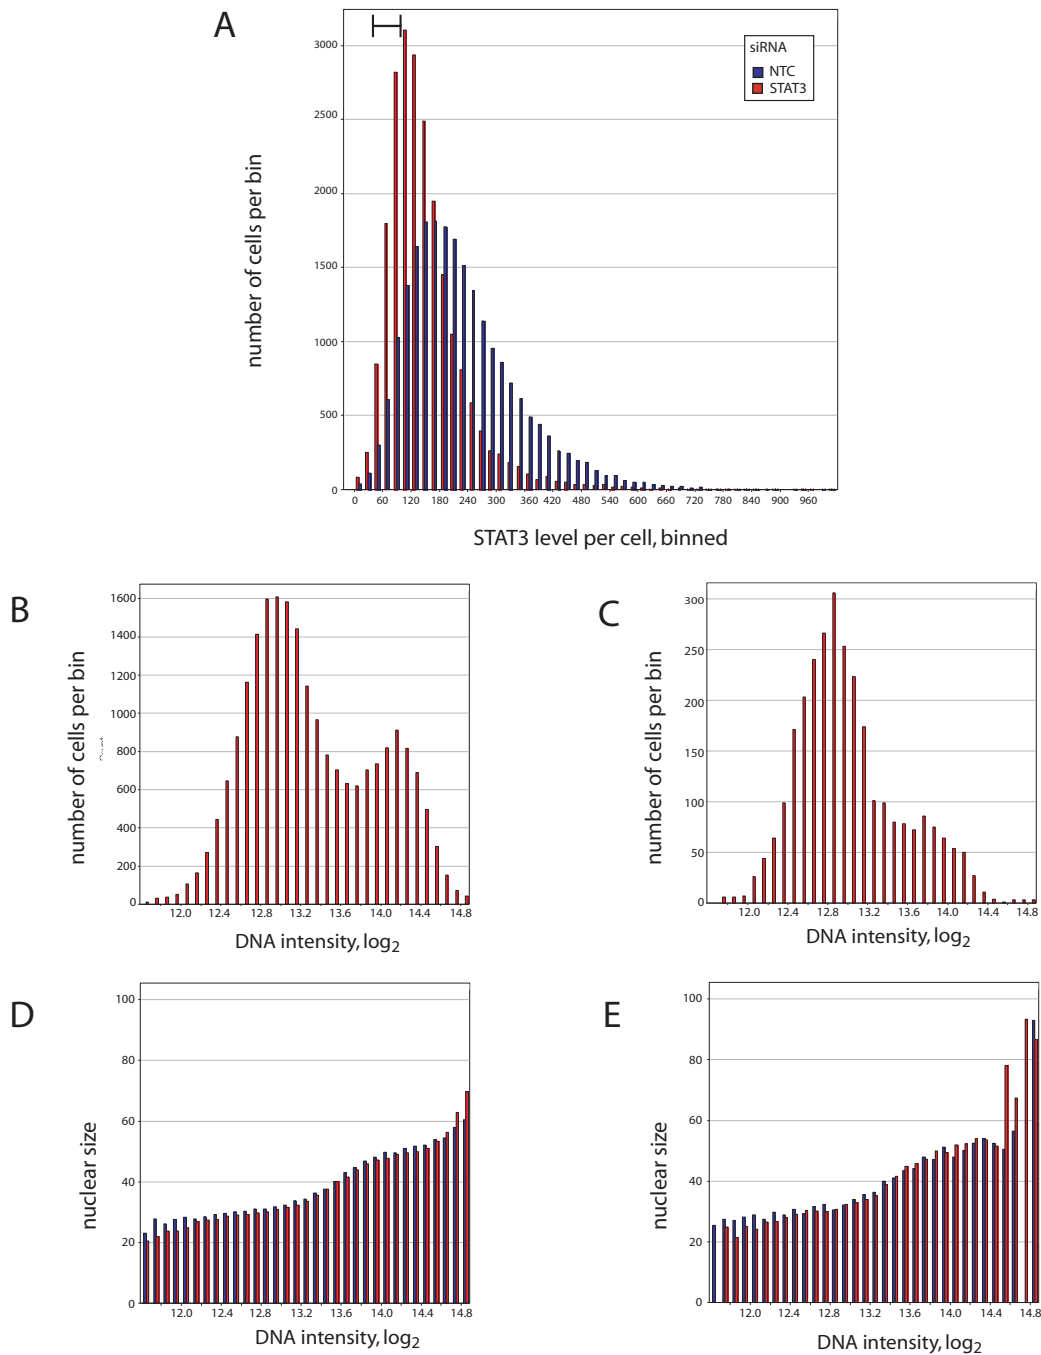 A
siRNA
NTC
STAT3
3000
2500
2000
1500
1000
500
0
number of cells per bin
0 60 120 180 240 300 360 420 480 600 660 720 780 840 900 960
STAT3 level per cell, binned
B
1600
1400
1200
1000
800
600
400
200
0
number of cells per bin
12.0 12.4 12.8 13.2 13.6 14.0 14.4 14.8
DNA intensity, log2
C
300
250
200
150
100
50
0
number of cells per bin
12.0 12.4 12.8 13.2 13.6 14.0 14.4 14.8
DNA intensity, log2
D
100
80
60
40
20
0
nuclear size
12.0 12.4 12.8 13.2 13.6 14.0 14.4 14.8
DNA intensity, log2
E
100
80
60
40
20
0
nuclear size
12.0 12.4 12.8 13.2 13.6 14.0 14.4 14.8
DNA intensity, log2